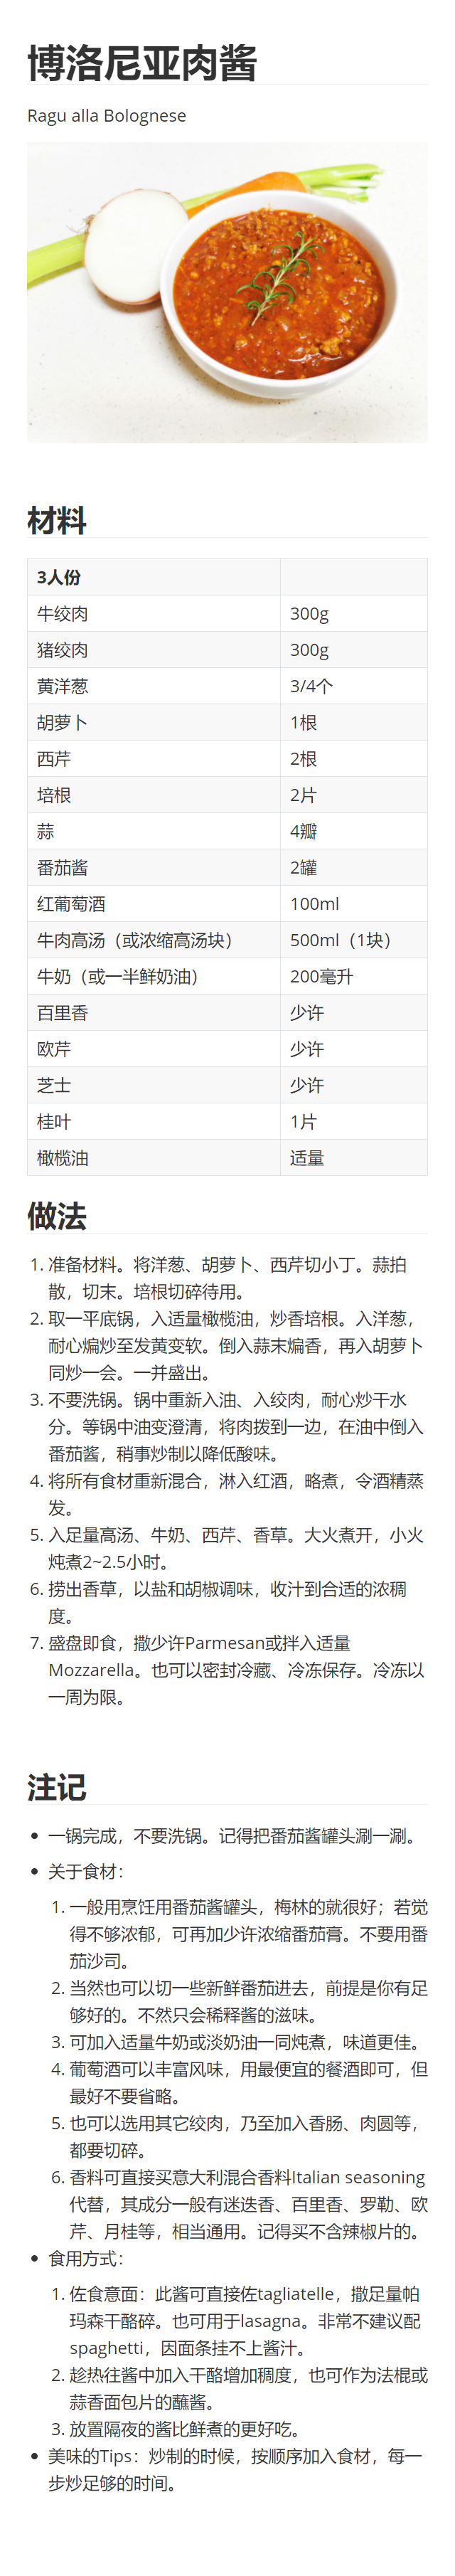 博洛尼亚肉酱
Ragu alla Bolognese
材料
3人份
牛绞肉 300g
猪绞肉 300g
黄洋葱 3/4个
胡萝卜 1根
西芹 2根
培根 2片
蒜 4瓣
番茄酱 2罐
红葡萄酒 100ml
牛肉高汤（或浓缩高汤块） 500ml（1块）
牛奶（或一半鲜奶油） 200毫升
百里香 少许
欧芹 少许
芝士 少许
桂叶 1片
橄榄油 适量
做法
1. 准备材料。将洋葱、胡萝卜、西芹切小丁。蒜拍
散，切末。培根切碎待用。
2. 取一平底锅，入适量橄榄油，炒香培根。入洋葱，
耐心煸炒至发黄变软。倒入蒜末煸香，再入胡萝卜
同炒一会。一并盛出。
3. 不要洗锅。锅中重新入油、入绞肉，耐心炒干水
分。等锅中油变澄清，将肉拨到一边，在油中倒入
番茄酱，稍事炒制以降低酸味。
4. 将所有食材重新混合，淋入红酒，略煮，令酒精蒸
发。
5. 入足量高汤、牛奶、西芹、香草。大火煮开，小火
炖煮2~2.5小时。
6. 捞出香草，以盐和胡椒调味，收汁到合适的浓稠
度。
7. 盛盘即食，撒少许Parmesan或拌入适量
Mozzarella。也可以密封冷藏、冷冻保存。冷冻以
一周为限。
注记
• 一锅完成，不要洗锅。记得把番茄酱罐头涮一涮。
• 关于食材：
1. 一般用烹饪用番茄酱罐头，梅林的就很好；若觉
得不够浓郁，可再加少许浓缩番茄膏。不要用番
茄沙司。
2. 当然也可以切一些新鲜番茄进去，前提是你有足
够好的。不然只会稀释酱的滋味。
3. 可加入适量牛奶或淡奶油一同炖煮，味道更佳。
4. 葡萄酒可以丰富风味，用最便宜的餐酒即可，但
最好不要省略。
5. 也可以选用其它绞肉，乃至加入香肠、肉圆等，
都要切碎。
6. 香料可直接买意大利混合香料Italian seasoning
代替，其成分一般有迷迭香、百里香、罗勒、欧
芹、月桂等，相当通用。记得买不含辣椒片的。
• 食用方式：
1. 佐食意面：此酱可直接佐tagliatelle，撒足量帕
玛森干酪碎。也可用于lasagna。非常不建议配
spaghetti，因面条挂不上酱汁。
2. 趁热往酱中加入干酪增加稠度，也可作为法棍或
蒜香面包片的蘸酱。
3. 放置隔夜的酱比鲜煮的更好吃。
• 美味的Tips：炒制的时候，按顺序加入食材，每一
步炒足够的时间。